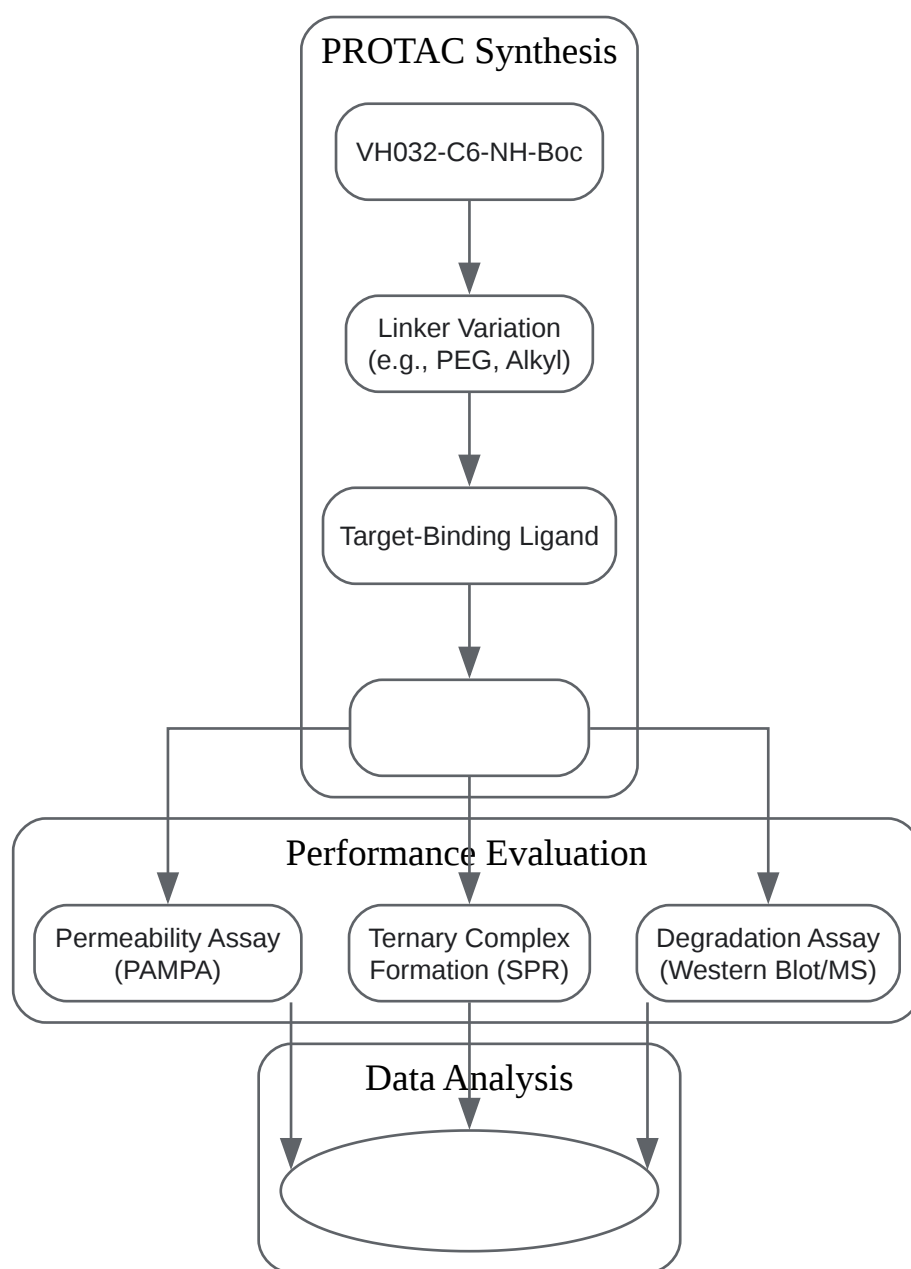 PROTAC Synthesis
VH032-C6-NH-Boc
Linker Variation
(e.g., PEG, Alkyl)
Target-Binding Ligand
Performance Evaluation
Permeability Assay
(PAMPA)
Ternary Complex
Formation (SPR)
Degradation Assay
(Western Blot/MS)
Data Analysis